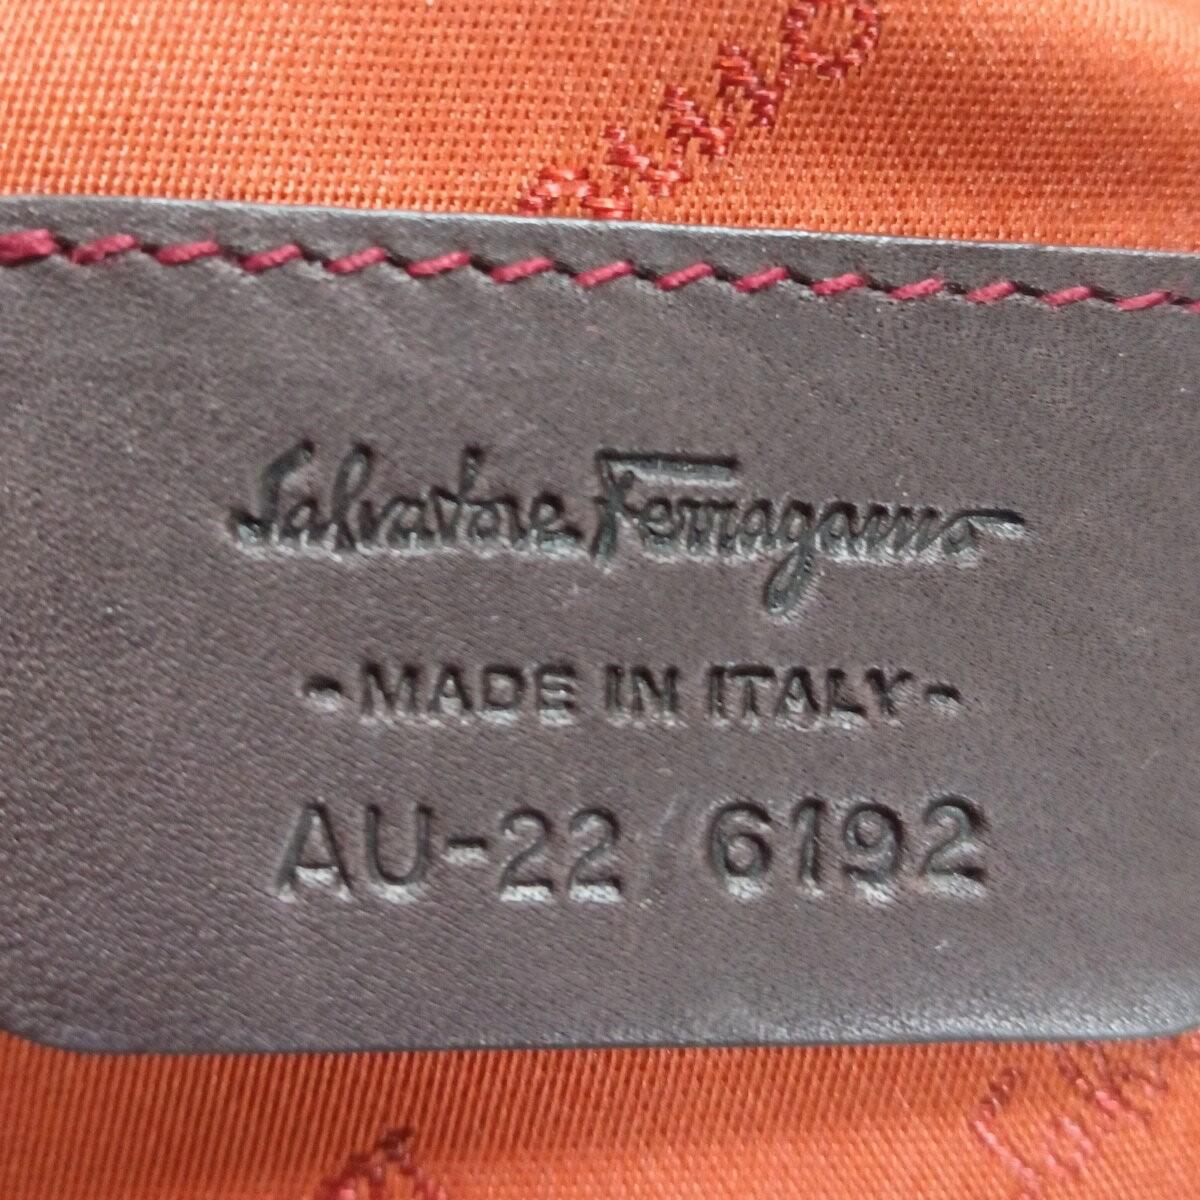 Salvatore Ferragamo
-MADE IN ITALY-
AU-22 6192